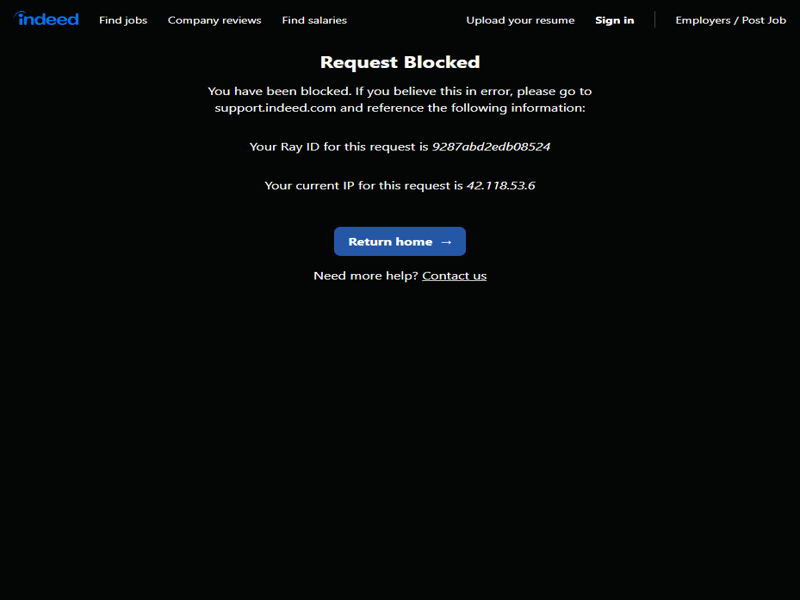 indeed Find jobs Company reviews Find salaries Upload your resume Sign in Employers / Post Job
Request Blocked
You have been blocked. If you believe this in error, please go to
support.indeed.com and reference the following information:
Your Ray ID for this request is 9287abd2edb08524
Your current IP for this request is 42.118.53.6
Return home →
Need more help? Contact us